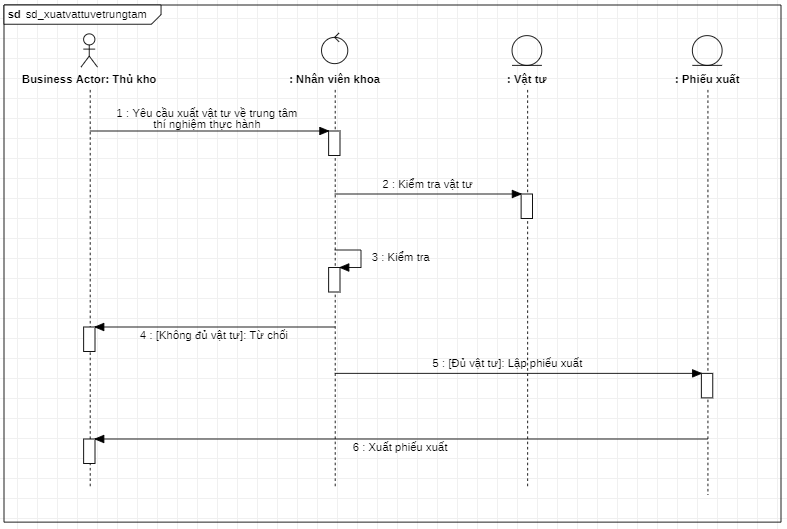 sd sd_xuatvattuvetrungtam
Business Actor: Thủ kho
: Nhân viên khoa
: Vật tư
: Phiếu xuất
1 : Yêu cầu xuất vật tư về trung tâm
thí nghiệm thực hành
2 : Kiểm tra vật tư
3 : Kiểm tra
4 : [Không đủ vật tư]: Từ chối
5 : [Đủ vật tư]: Lập phiếu xuất
6 : Xuất phiếu xuất